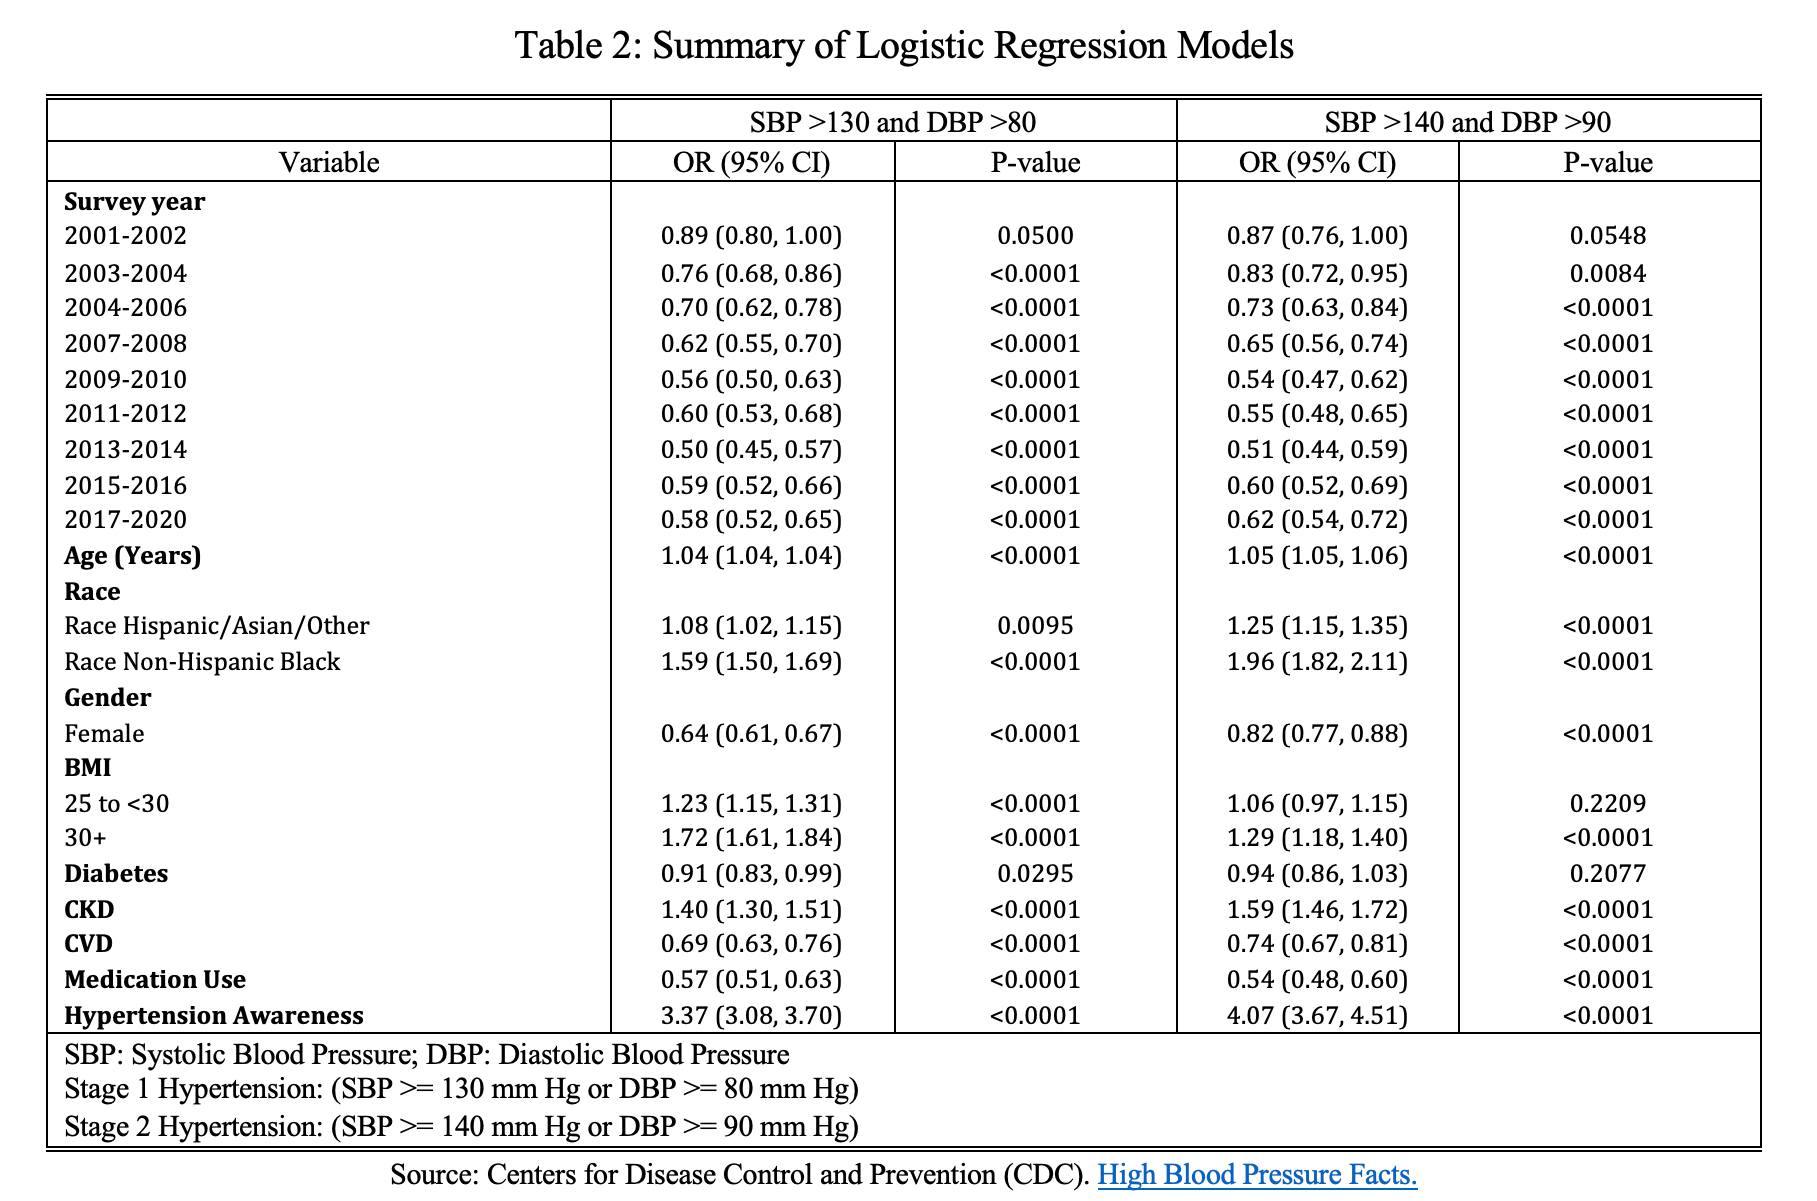 Table 2: Summary of Logistic Regression Models
SBP >130 and DBP >80 SBP >140 and DBP >90
Variable OR (95% CI) P-value OR (95% CI) P-value
Survey year
2001-2002 0.89 (0.80, 1.00) 0.0500 0.87 (0.76, 1.00) 0.0548
2003-2004 0.76 (0.68, 0.86) <0.0001 0.83 (0.72, 0.95) 0.0084
2004-2006 0.70 (0.62, 0.78) <0.0001 0.73 (0.63, 0.84) <0.0001
2007-2008 0.62 (0.55, 0.70) <0.0001 0.65 (0.56, 0.74) <0.0001
2009-2010 0.56 (0.50, 0.63) <0.0001 0.54 (0.47, 0.62) <0.0001
2011-2012 0.60 (0.53, 0.68) <0.0001 0.55 (0.48, 0.65) <0.0001
2013-2014 0.50 (0.45, 0.57) <0.0001 0.51 (0.44, 0.59) <0.0001
2015-2016 0.59 (0.52, 0.66) <0.0001 0.60 (0.52, 0.69) <0.0001
2017-2020 0.58 (0.52, 0.65) <0.0001 0.62 (0.54, 0.72) <0.0001
Age (Years) 1.04 (1.04, 1.04) <0.0001 1.05 (1.05, 1.06) <0.0001
Race
Race Hispanic/Asian/Other 1.08 (1.02, 1.15) 0.0095 1.25 (1.15, 1.35) <0.0001
Race Non-Hispanic Black 1.59 (1.50, 1.69) <0.0001 1.96 (1.82, 2.11) <0.0001
Gender
Female 0.64 (0.61, 0.67) <0.0001 0.82 (0.77, 0.88) <0.0001
BMI
25 to <30 1.23 (1.15, 1.31) <0.0001 1.06 (0.97, 1.15) 0.2209
30+ 1.72 (1.61, 1.84) <0.0001 1.29 (1.18, 1.40) <0.0001
Diabetes 0.91 (0.83, 0.99) 0.0295 0.94 (0.86, 1.03) 0.2077
CKD 1.40 (1.30, 1.51) <0.0001 1.59 (1.46, 1.72) <0.0001
CVD 0.69 (0.63, 0.76) <0.0001 0.74 (0.67, 0.81) <0.0001
Medication Use 0.57 (0.51, 0.63) <0.0001 0.54 (0.48, 0.60) <0.0001
Hypertension Awareness 3.37 (3.08, 3.70) <0.0001 4.07 (3.67, 4.51) <0.0001
SBP: Systolic Blood Pressure; DBP: Diastolic Blood Pressure
Stage 1 Hypertension: (SBP >= 130 mm Hg or DBP >= 80 mm Hg)
Stage 2 Hypertension: (SBP >= 140 mm Hg or DBP >= 90 mm Hg)
Source: Centers for Disease Control and Prevention (CDC). High Blood Pressure Facts.